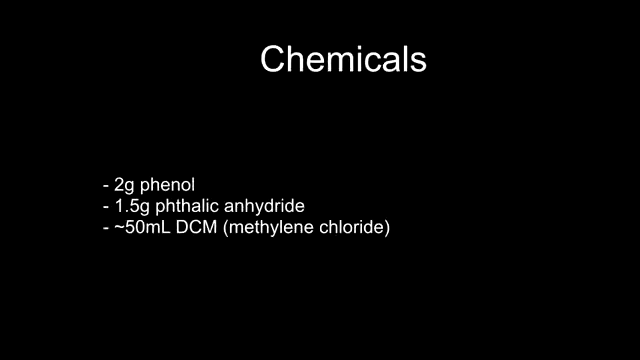 Chemicals
- 2g phenol
- 1.5g phthalic anhydride
- ~50mL DCM (methylene chloride)